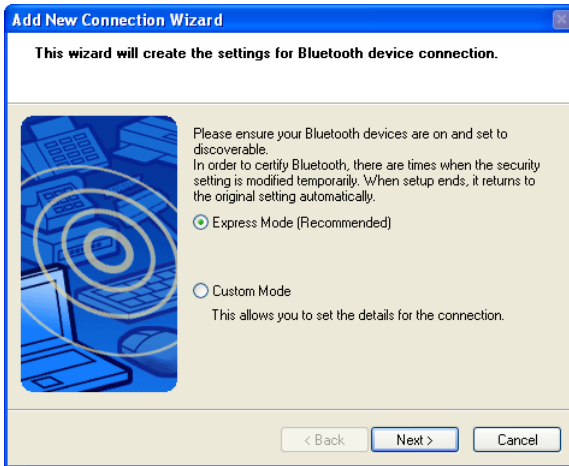 Add New Connection Wizard
This wizard will create the settings for Bluetooth device connection.
Please ensure your Bluetooth devices are on and set to
discoverable.
In order to certify Bluetooth, there are times when the security
setting is modified temporarily. When setup ends, it returns to
the original setting automatically.
Express Mode (Recommended)
Custom Mode
This allows you to set the details for the connection.
< Back Next > Cancel